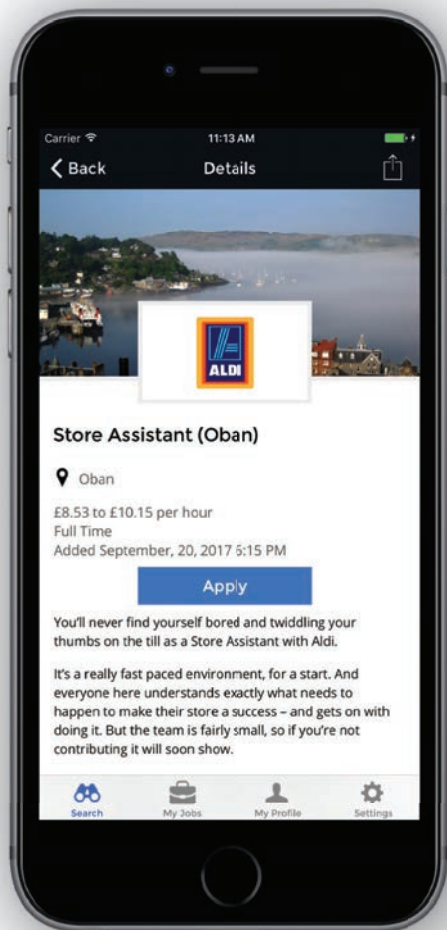 Carrier
11:13 AM
Back
Details
ALDI
Store Assistant (Oban)
Oban
£8.53 to £10.15 per hour
Full Time
Added September, 20, 2017 6:15 PM
Apply
You'll never find yourself bored and twiddling your
thumbs on the till as a Store Assistant with Aldi.
It's a really fast paced environment, for a start. And
everyone here understands exactly what needs to
happen to make their store a success – and gets on with
doing it. But the team is fairly small, so if you're not
contributing it will soon show.
Search
My Jobs
My Profile
Settings